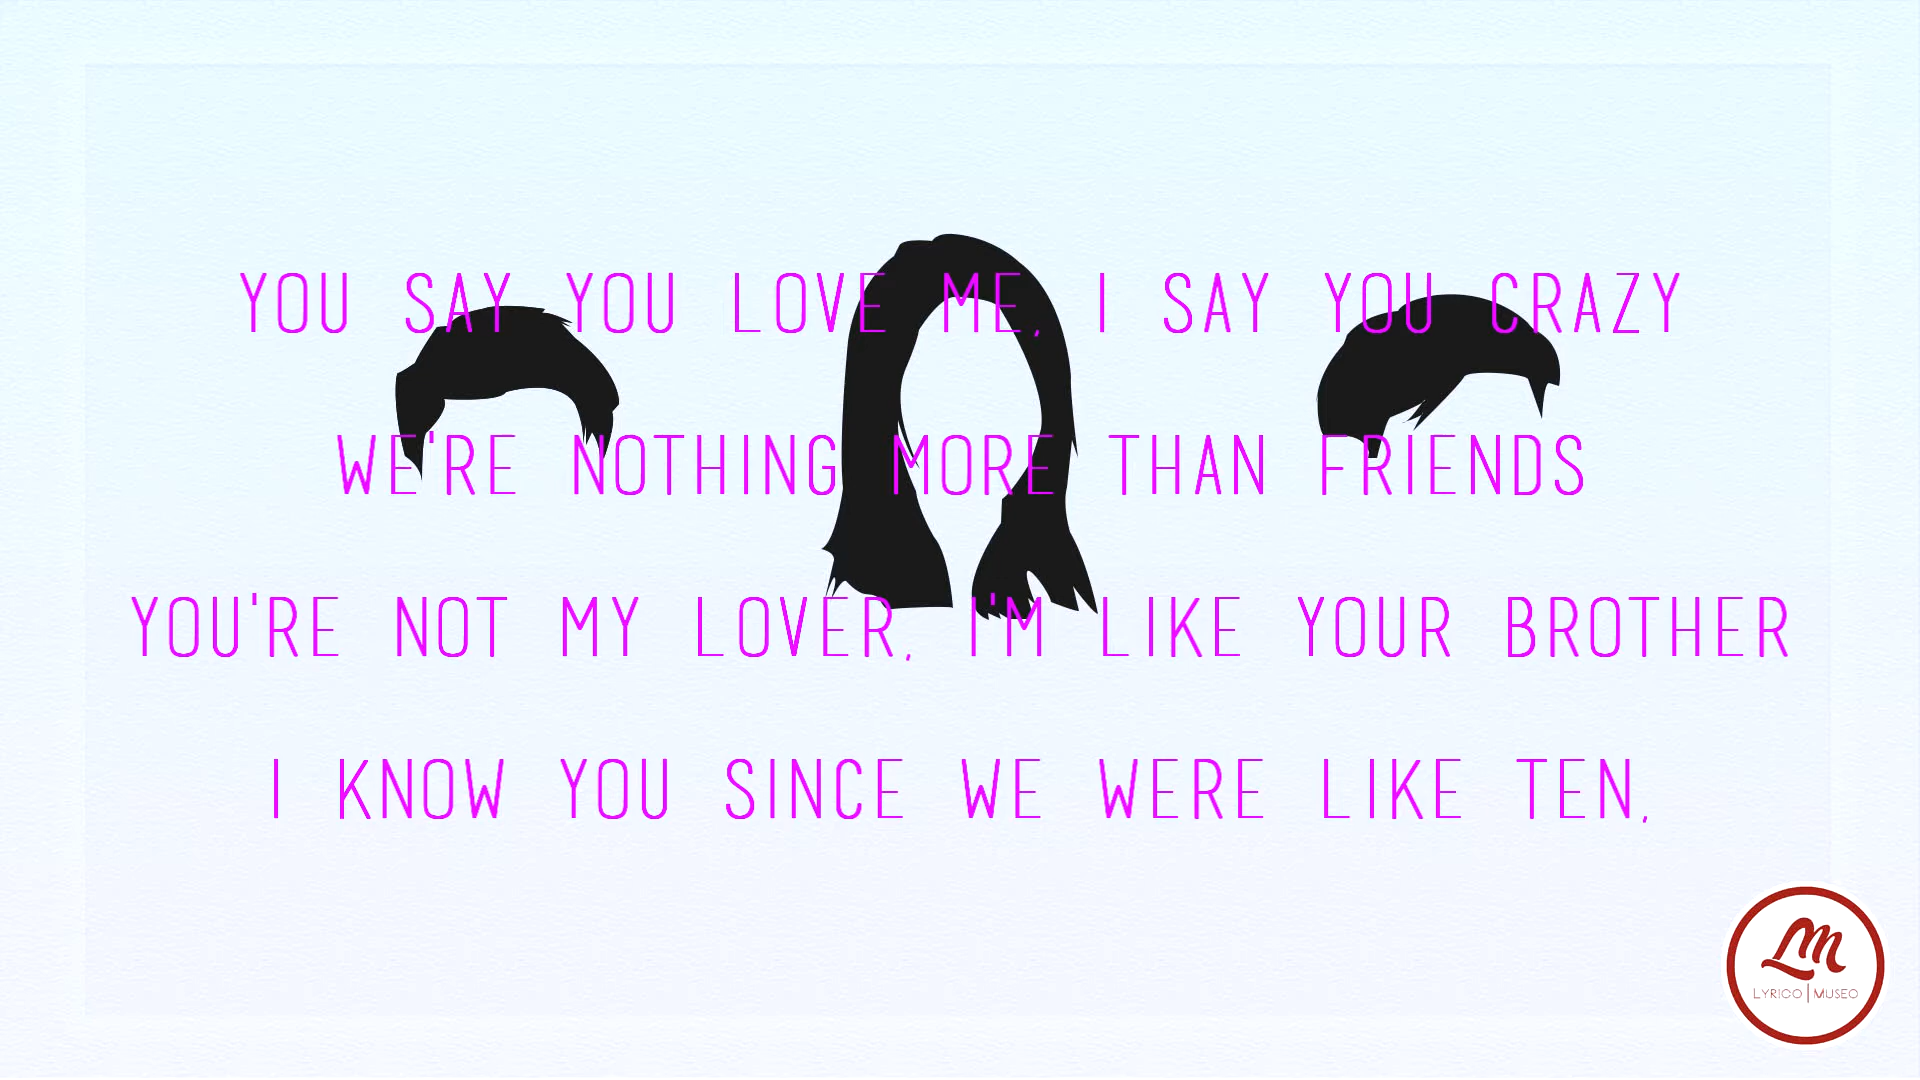 YOU SAY YOU LOVE ME, I SAY YOU CRAZY
WE'RE NOTHING MORE THAN FRIENDS
YOU'RE NOT MY LOVER, I'M LIKE YOUR BROTHER
I KNOW YOU SINCE WE WERE LIKE TEN,
LM
LYRICO | MUSEO